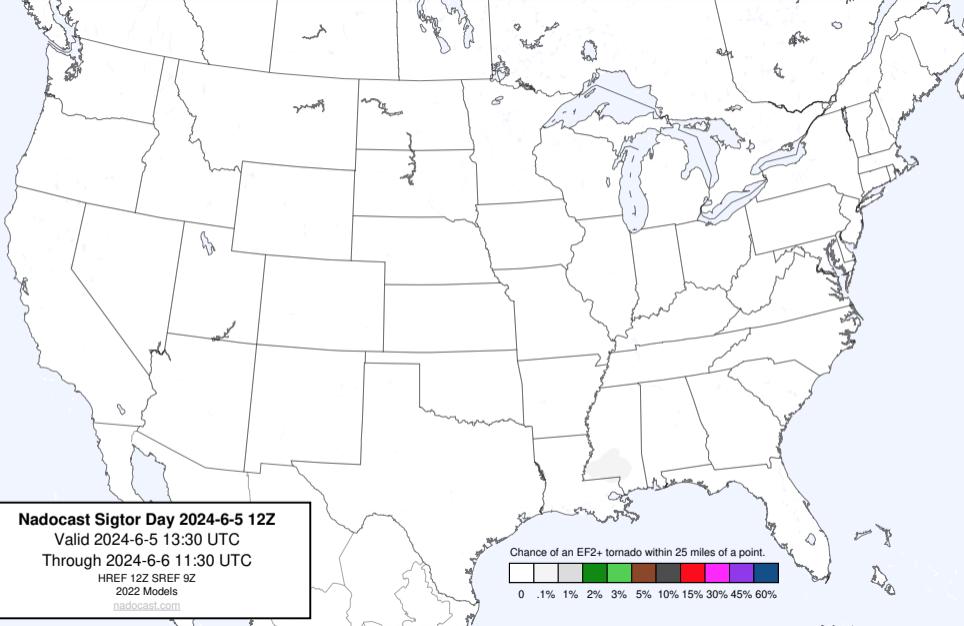 Nadocast Sigtor Day 2024-6-5 12Z
Valid 2024-6-5 13:30 UTC
Through 2024-6-6 11:30 UTC
HREF 12Z SREF 9Z
2022 Models
nadocast.com
Chance of an EF2+ tornado within 25 miles of a point.
0 .1% 1% 2% 3% 5% 10% 15% 30% 45% 60%